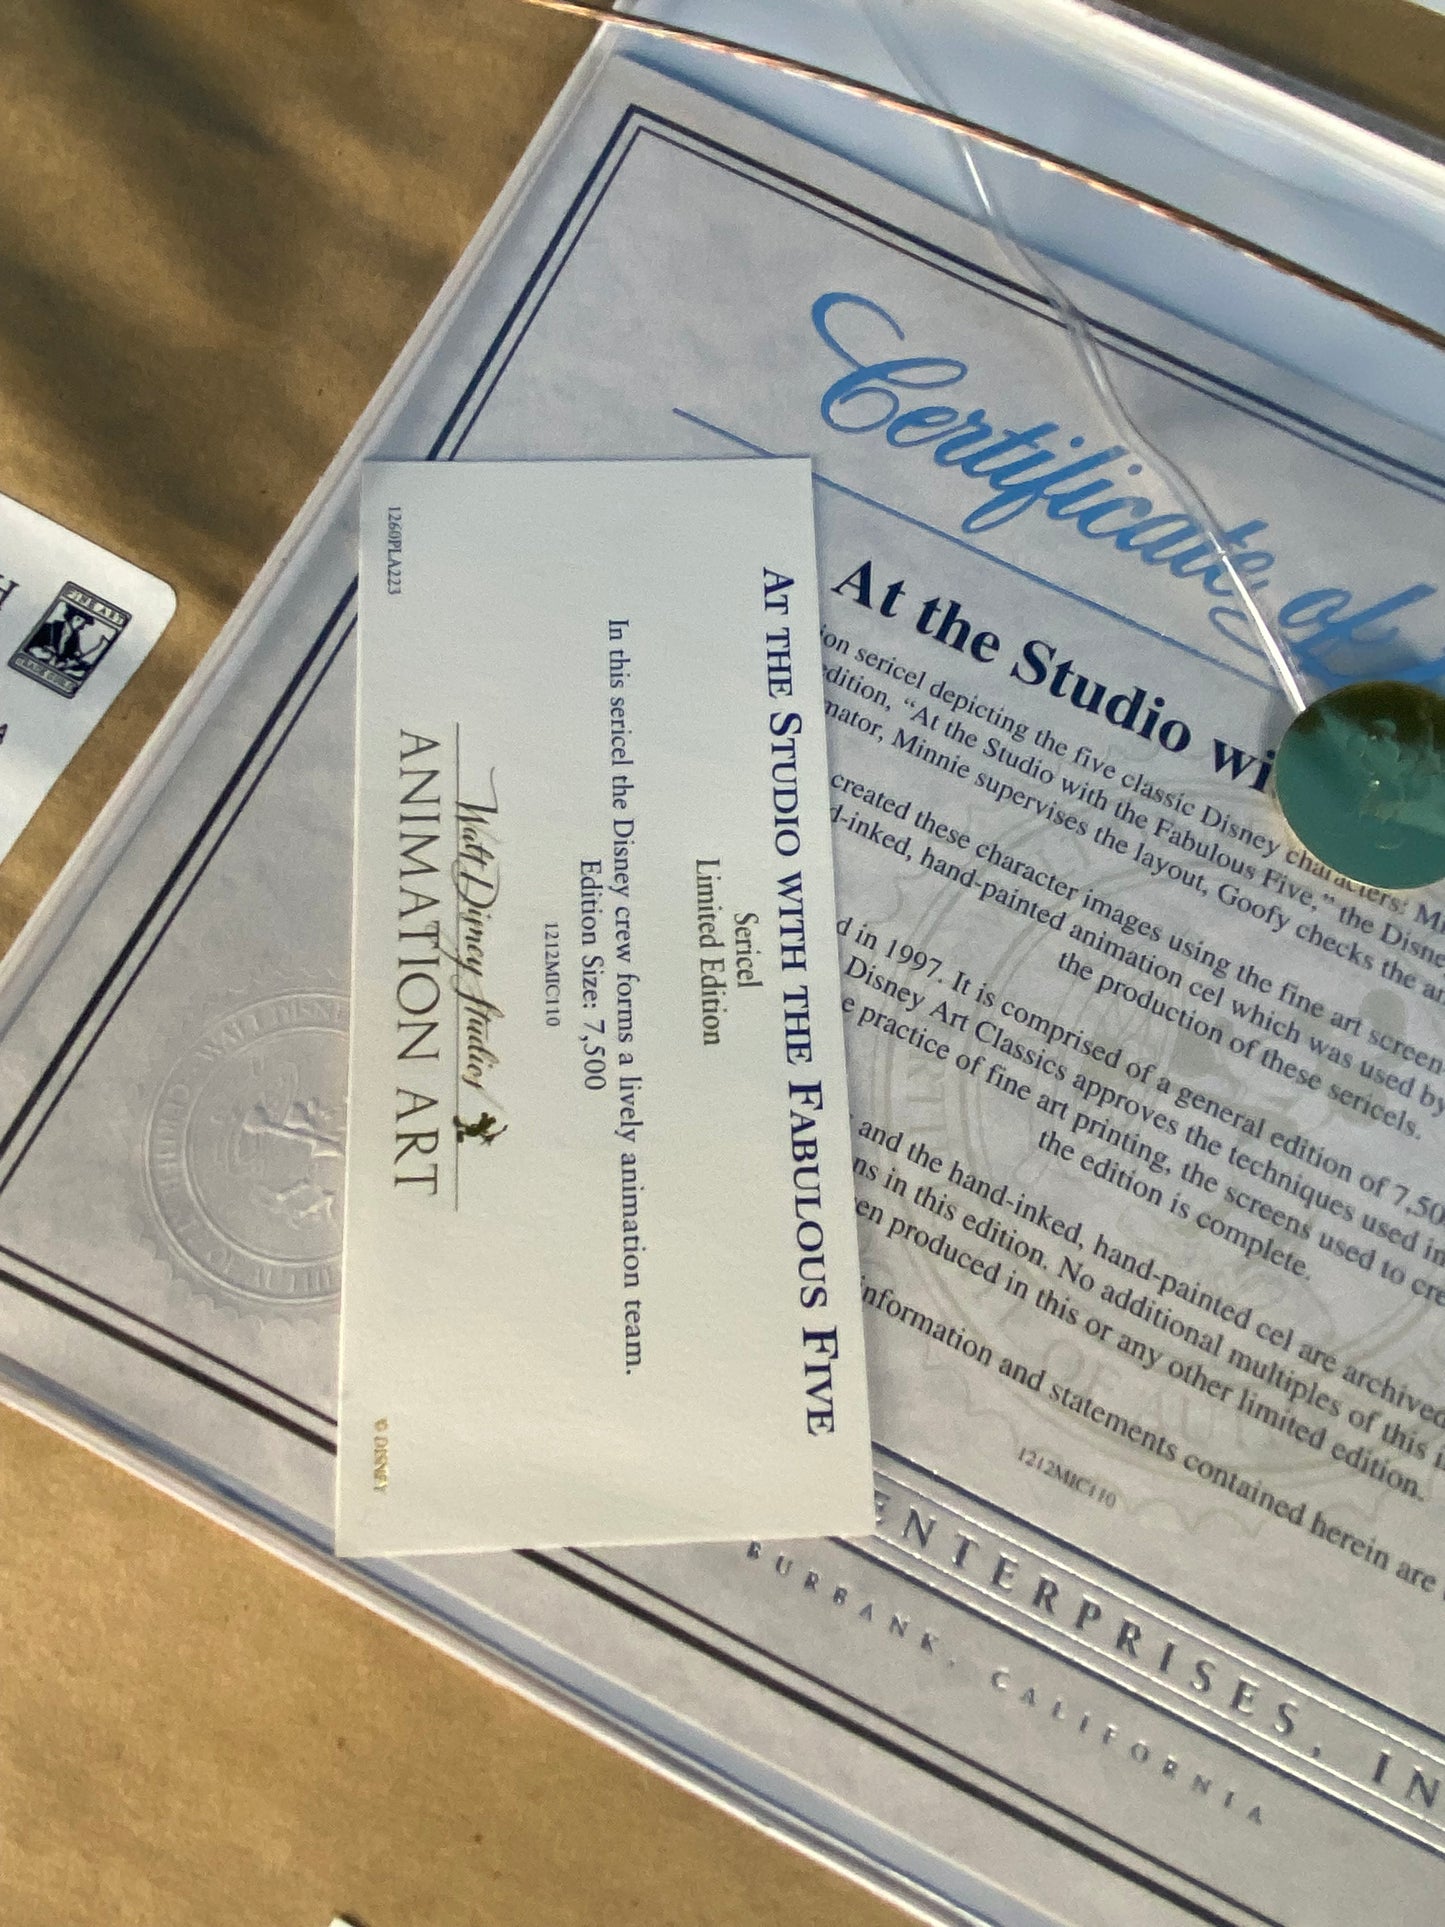 AT THE STUDIO WITH THE FABULOUS FIVE
Sericel
Limited Edition
In this sericel the Disney crew forms a lively animation team.
Edition Size: 7,500
1212MIC110
Walt Disney Studios
ANIMATION ART
1260PLA223
© DISNEY
Certificate of
At the Studio wi
ion sericel depicting the five classic Disney characters: Mi
edition, “At the Studio with the Fabulous Five,” the Disne
mator, Minnie supervises the layout, Goofy checks the an
created these character images using the fine art screen-
d-inked, hand-painted animation cel which was used by
the production of these sericels.
d in 1997. It is comprised of a general edition of 7,50
Disney Art Classics approves the techniques used in
e practice of fine art printing, the screens used to cre
the edition is complete.
and the hand-inked, hand-painted cel are archived
ns in this edition. No additional multiples of this i
en produced in this or any other limited edition.
information and statements contained herein are
1212MIC110
ENTERPRISES, IN
BURBANK, CALIFORNIA